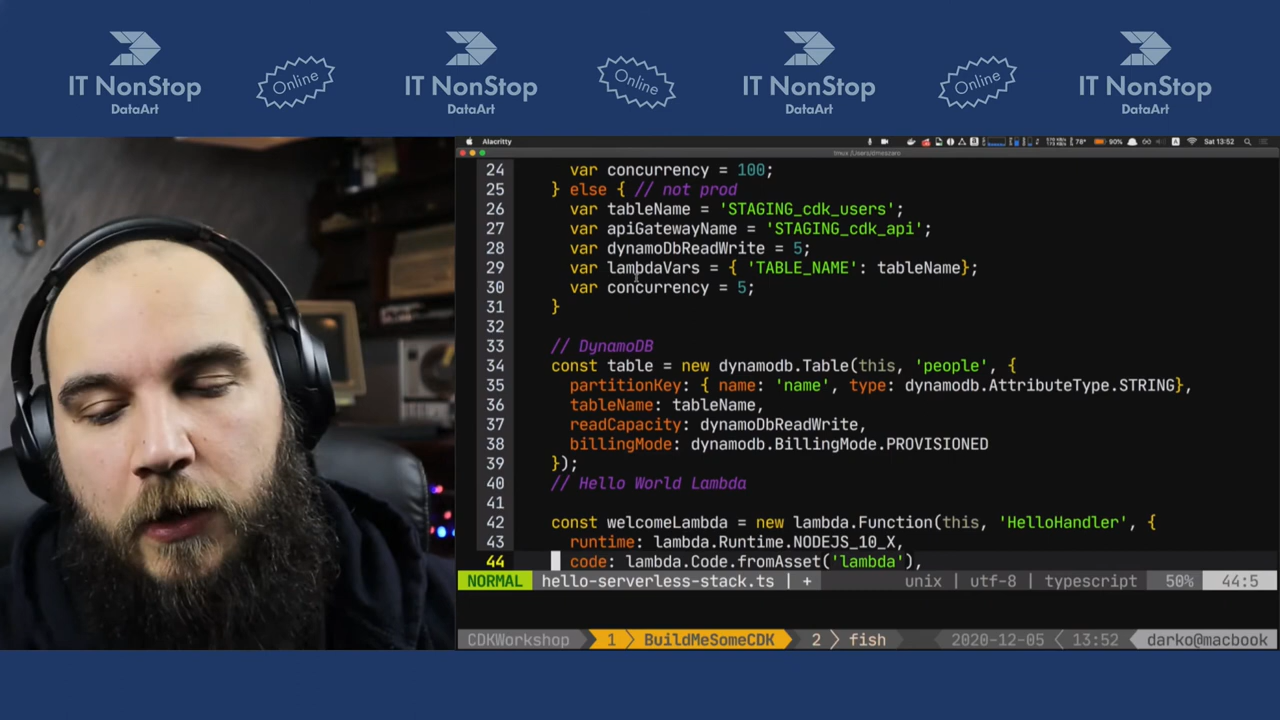 IT NonStop
DataArt
Online
IT NonStop
DataArt
Online
IT NonStop
DataArt
Online
IT NonStop
DataArt
Alacritty
90%
Sat 13:52
24 var concurrency = 100;
25 } else { // not prod
26 var tableName = 'STAGING_cdk_users';
27 var apiGatewayName = 'STAGING_cdk_api';
28 var dynamoDbReadWrite = 5;
29 var lambdaVars = { 'TABLE_NAME': tableName};
30 var concurrency = 5;
31 }
32
33 // DynamoDB
34 const table = new dynamodb.Table(this, 'people', {
35 partitionKey: { name: 'name', type: dynamodb.AttributeType.STRING},
36 tableName: tableName,
37 readCapacity: dynamoDbReadWrite,
38 billingMode: dynamodb.BillingMode.PROVISIONED
39 });
40 // Hello World Lambda
41
42 const welcomeLambda = new lambda.Function(this, 'HelloHandler', {
43 runtime: lambda.Runtime.NODEJS_10_X,
44 code: lambda.Code.fromAsset('lambda'),
NORMAL hello-serverless-stack.ts | + unix | utf-8 | typescript 50% 44:5
CDKWorkshop 1 BuildMeSomeCDK 2 fish 2020-12-05 13:52 darko@macbook